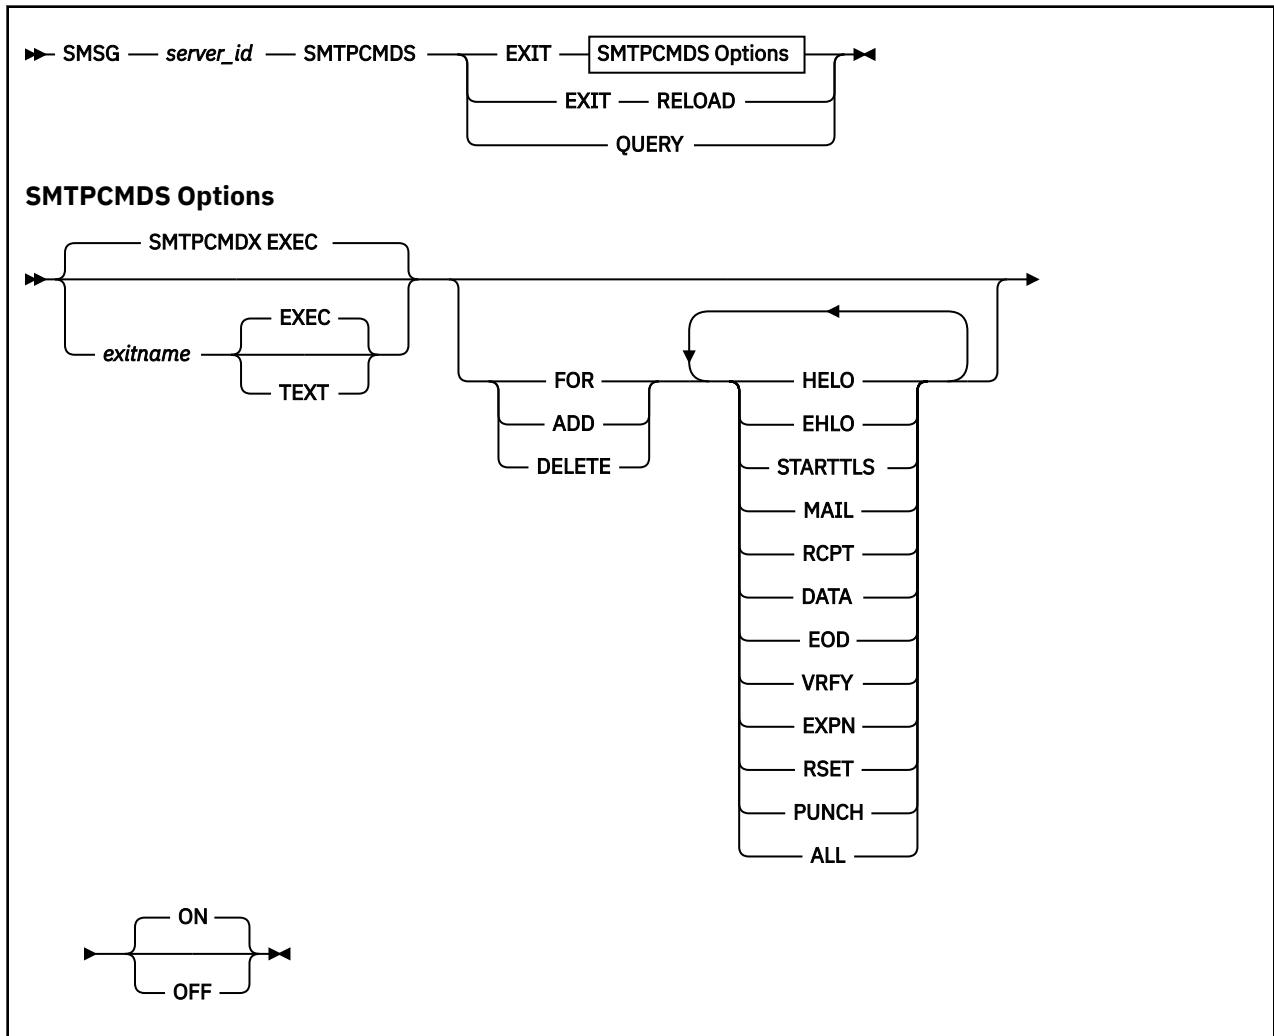 SMSG server_id SMTPCMDS EXIT SMTPCMDS Options
EXIT RELOAD
QUERY
SMTPCMDS Options
SMTPCMDX EXEC
exitname EXEC
TEXT
FOR
ADD
DELETE
HELO
EHLO
STARTTLS
MAIL
RCPT
DATA
EOD
VRFY
EXPN
RSET
PUNCH
ALL
ON
OFF